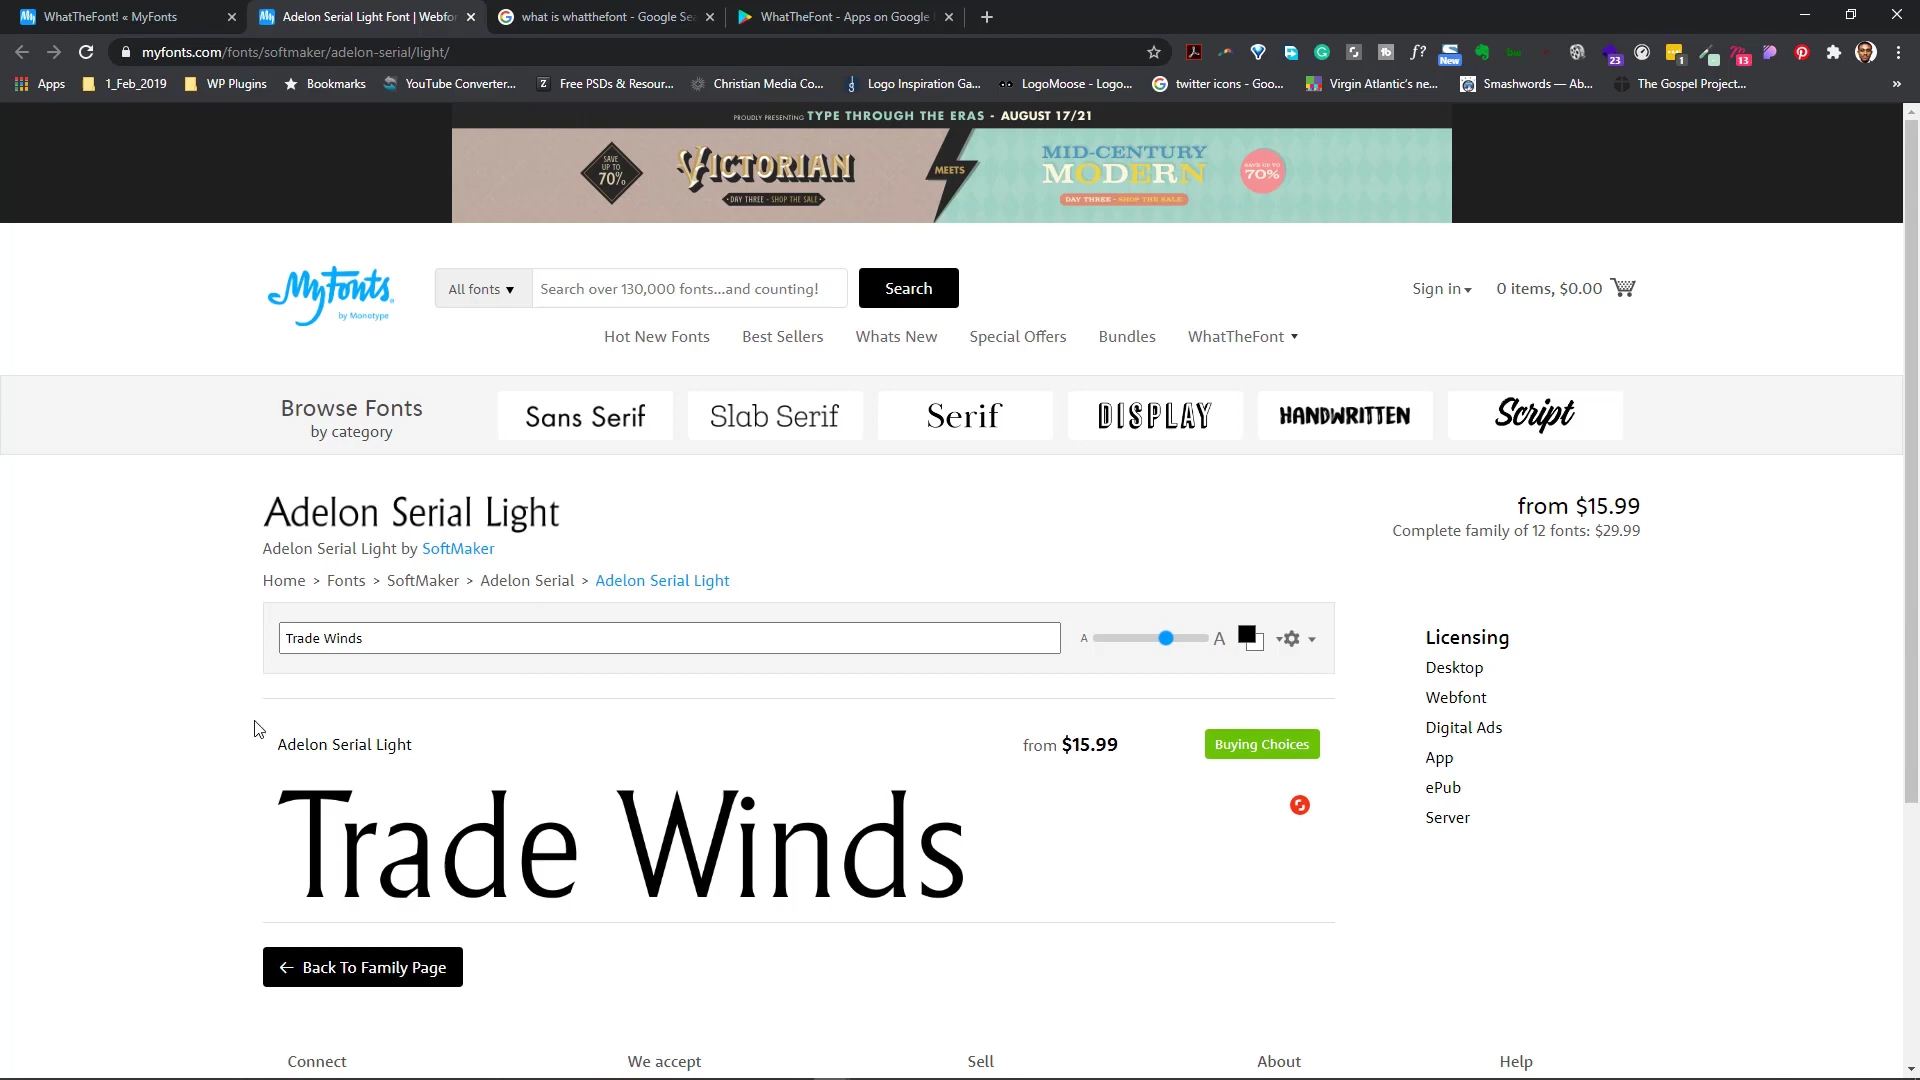 WhatTheFont! « MyFonts
Adelon Serial Light Font | Webfor
what is whatthefont - Google Se
WhatTheFont - Apps on Google
myfonts.com/fonts/softmaker/adelon-serial/light/
f?
New
23
1
13
Apps
1_Feb_2019
WP Plugins
Bookmarks
YouTube Converter...
Free PSDs & Resour...
Christian Media Co...
Logo Inspiration Ga...
LogoMoose - Logo...
twitter icons - Goo...
Virgin Atlantic's ne...
Smashwords — Ab...
The Gospel Project...
»
PROUDLY PRESENTING TYPE THROUGH THE ERAS - AUGUST 17/21
SAVE UP TO 70%
VICTORIAN
DAY THREE - SHOP THE SALE
MEETS
MID-CENTURY
MODERN
DAY THREE - SHOP THE SALE
SAVE UP TO 70%
MyFonts
by Monotype
All fonts
Search over 130,000 fonts...and counting!
Search
Sign in
0 items, $0.00
Hot New Fonts
Best Sellers
Whats New
Special Offers
Bundles
WhatTheFont
Browse Fonts
by category
Sans Serif
Slab Serif
Serif
DISPLAY
HANDWRITTEN
Script
Adelon Serial Light
from $15.99
Complete family of 12 fonts: $29.99
Adelon Serial Light by SoftMaker
Home > Fonts > SoftMaker > Adelon Serial > Adelon Serial Light
Trade Winds
A
A
Licensing
Desktop
Webfont
Digital Ads
App
ePub
Server
Adelon Serial Light
from $15.99
Buying Choices
Trade Winds
← Back To Family Page
Connect
We accept
Sell
About
Help